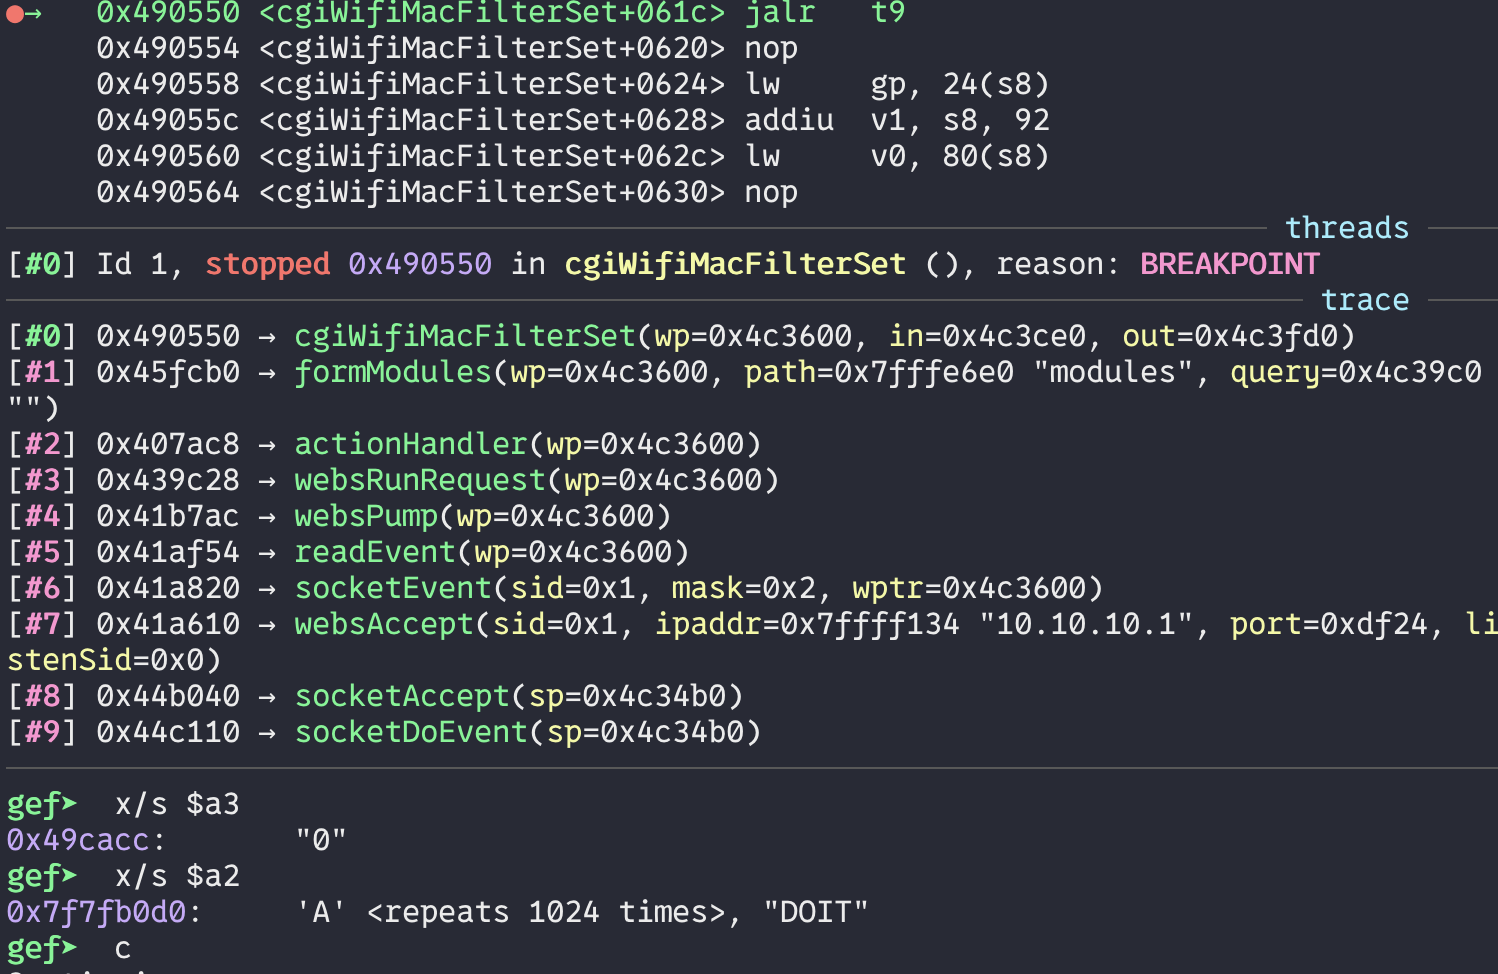 ●→   0x490550 <cgiWifiMacFilterSet+061c> jalr   t9
     0x490554 <cgiWifiMacFilterSet+0620> nop
     0x490558 <cgiWifiMacFilterSet+0624> lw     gp, 24(s8)
     0x49055c <cgiWifiMacFilterSet+0628> addiu  v1, s8, 92
     0x490560 <cgiWifiMacFilterSet+062c> lw     v0, 80(s8)
     0x490564 <cgiWifiMacFilterSet+0630> nop
threads
[#0] Id 1, stopped 0x490550 in cgiWifiMacFilterSet (), reason: BREAKPOINT
trace
[#0] 0x490550 → cgiWifiMacFilterSet(wp=0x4c3600, in=0x4c3ce0, out=0x4c3fd0)
[#1] 0x45fcb0 → formModules(wp=0x4c3600, path=0x7fffe6e0 "modules", query=0x4c39c0
"")
[#2] 0x407ac8 → actionHandler(wp=0x4c3600)
[#3] 0x439c28 → websRunRequest(wp=0x4c3600)
[#4] 0x41b7ac → websPump(wp=0x4c3600)
[#5] 0x41af54 → readEvent(wp=0x4c3600)
[#6] 0x41a820 → socketEvent(sid=0x1, mask=0x2, wptr=0x4c3600)
[#7] 0x41a610 → websAccept(sid=0x1, ipaddr=0x7ffff134 "10.10.10.1", port=0xdf24, li
stenSid=0x0)
[#8] 0x44b040 → socketAccept(sp=0x4c34b0)
[#9] 0x44c110 → socketDoEvent(sp=0x4c34b0)
gef➤  x/s $a3
0x49cacc:       "0"
gef➤  x/s $a2
0x7f7fb0d0:     'A' <repeats 1024 times>, "DOIT"
gef➤  c